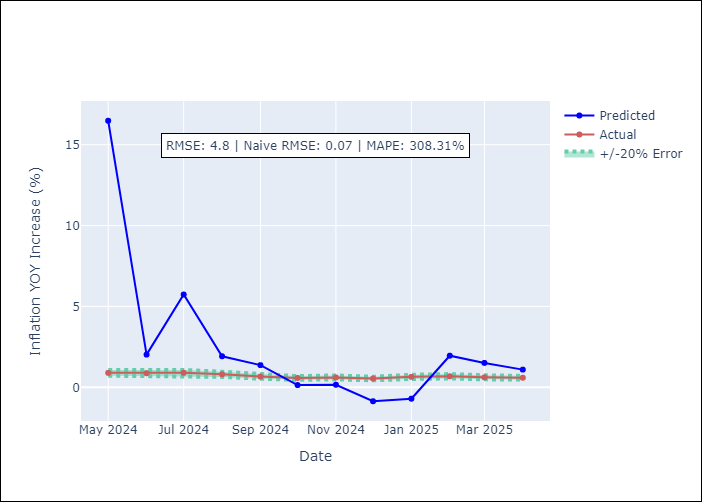 RMSE: 4.8 | Naive RMSE: 0.07 | MAPE: 308.31%
Predicted
Actual
+/-20% Error
Inflation YOY Increase (%)
15
10
5
0
May 2024
Jul 2024
Sep 2024
Nov 2024
Jan 2025
Mar 2025
Date